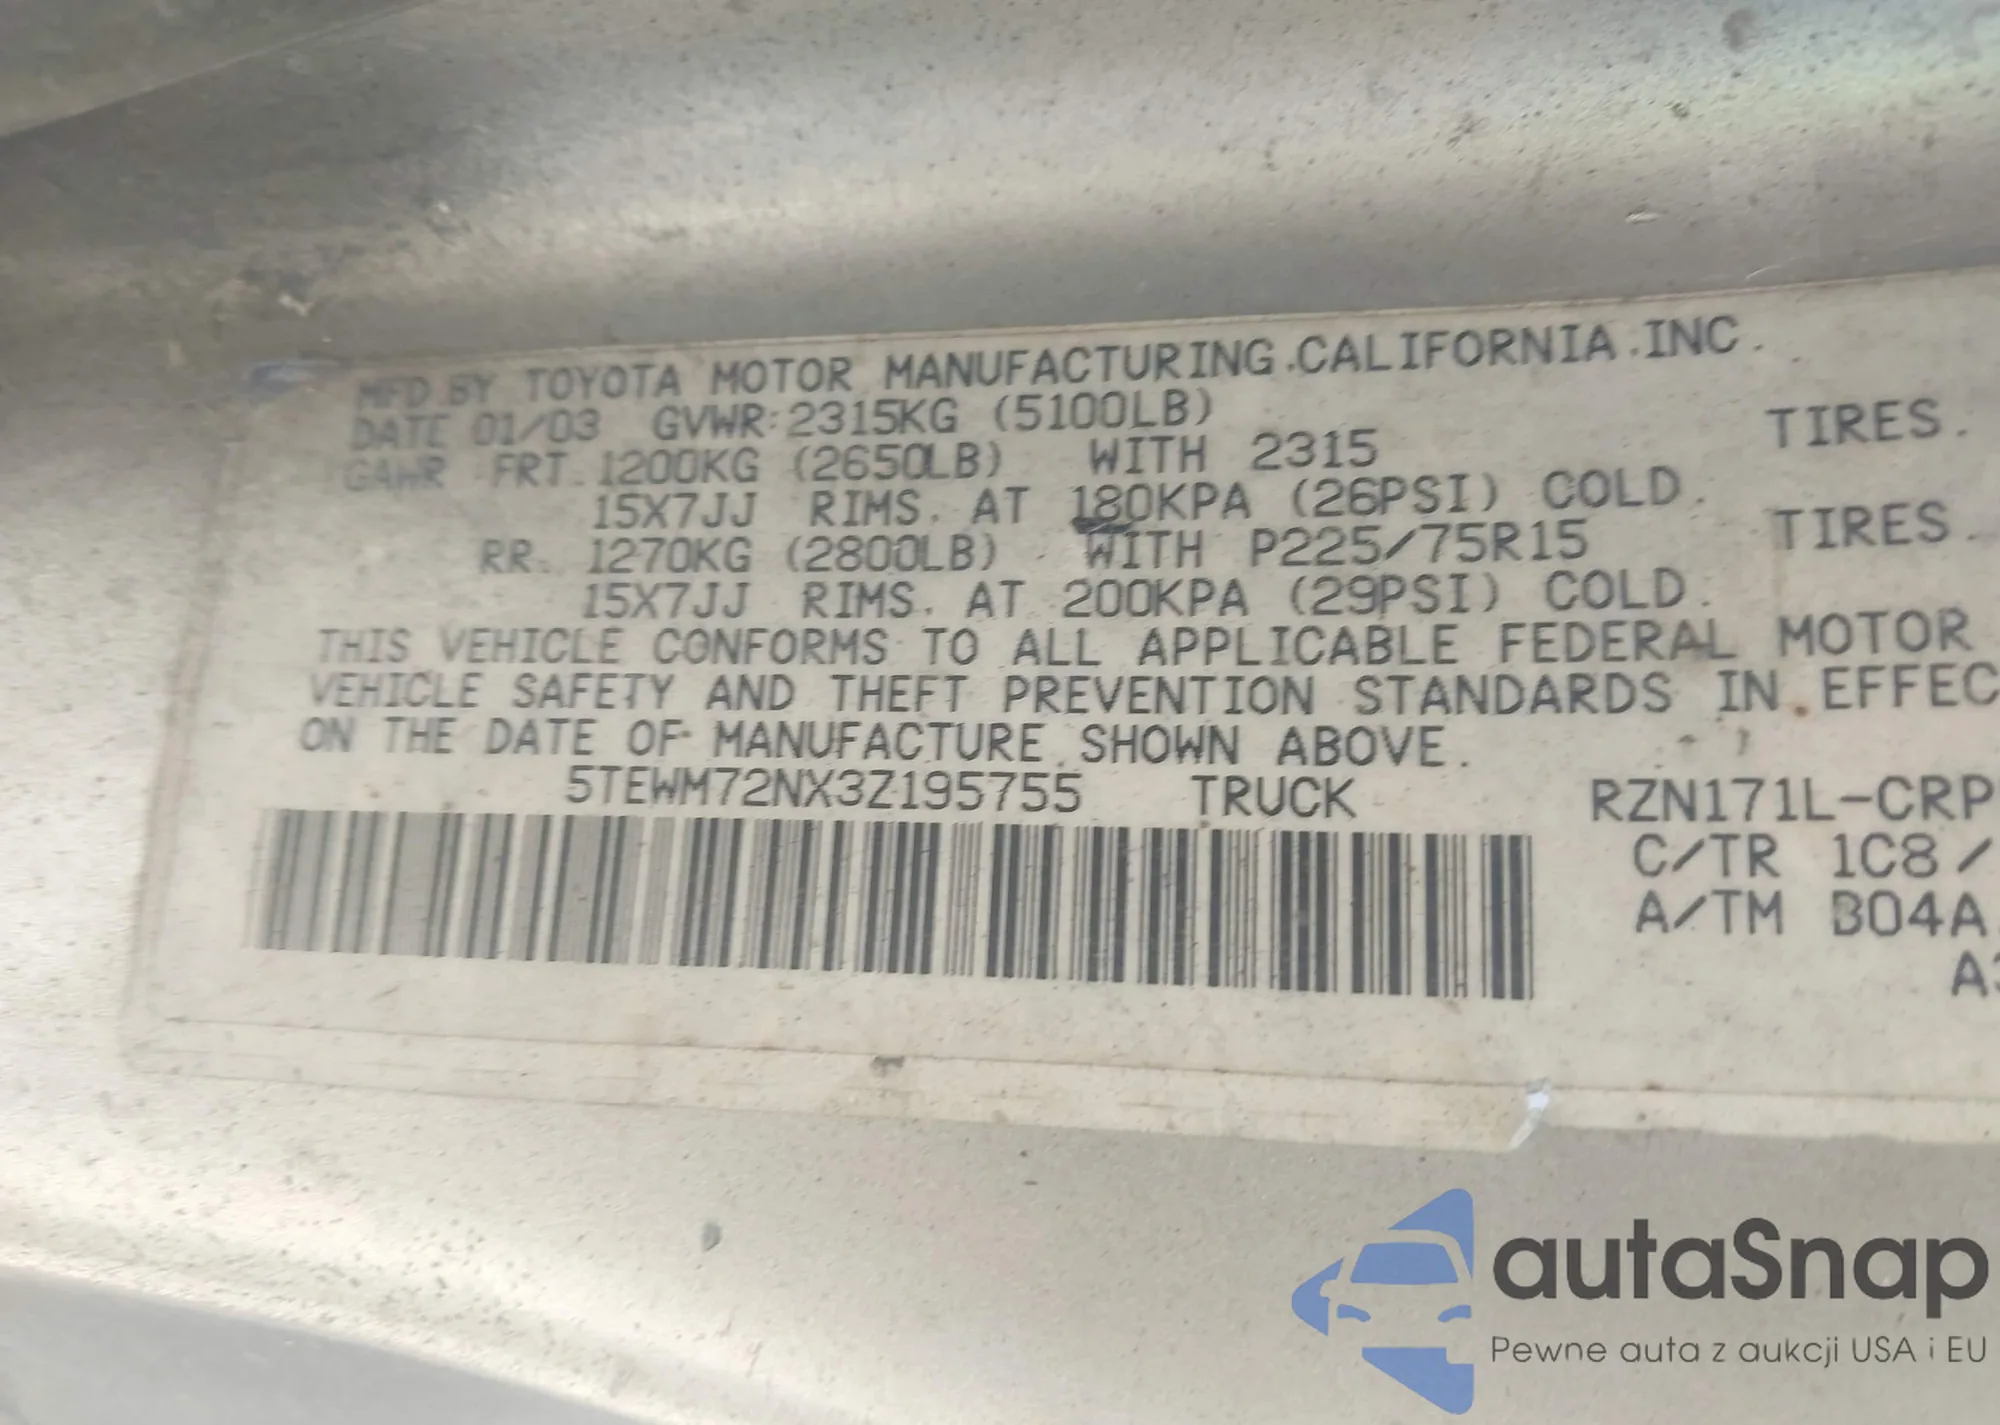 MFD.BY TOYOTA MOTOR MANUFACTURING.CALIFORNIA.INC.
DATE 01/03 GVWR:2315KG (5100LB)
GAWR FRT. 1200KG (2650LB) WITH 2315 TIRES.
15X7JJ RIMS. AT 180KPA (26PSI) COLD.
RR. 1270KG (2800LB) WITH P225/75R15 TIRES.
15X7JJ RIMS. AT 200KPA (29PSI) COLD.
THIS VEHICLE CONFORMS TO ALL APPLICABLE FEDERAL MOTOR
VEHICLE SAFETY AND THEFT PREVENTION STANDARDS IN EFFEC
ON THE DATE OF MANUFACTURE SHOWN ABOVE.
5TEWM72NX3Z195755 TRUCK RZN171L-CRP
C/TR 1C8/
A/TM B04A
autaSnap
Pewne auta z aukcji USA i EU